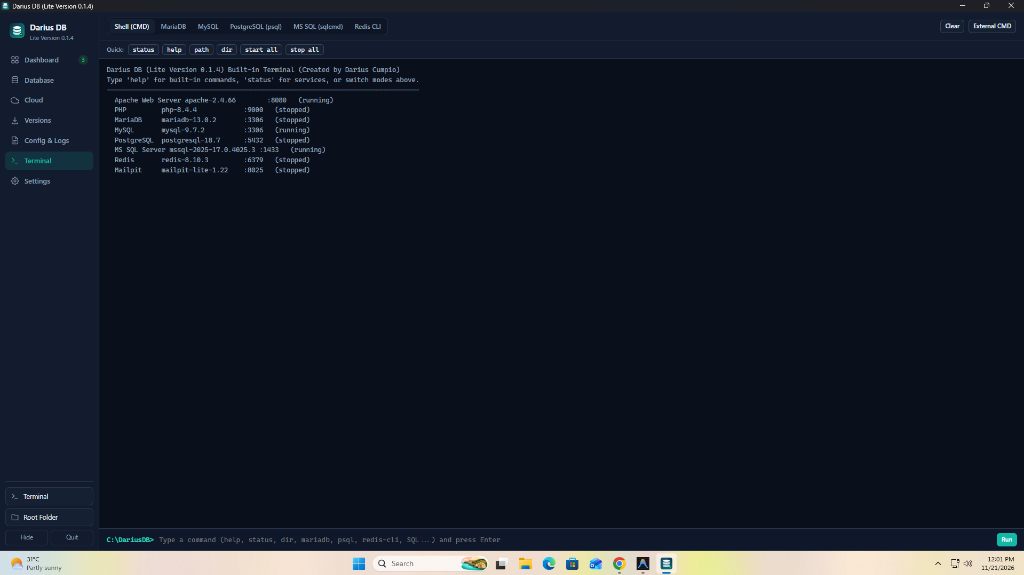 Darius DB (Lite Version 0.1.4)
Darius DB
Lite Version 0.1.4
Dashboard 3
Database
Cloud
Versions
Config & Logs
Terminal
Settings
Terminal
Root Folder
Hide Quit
Shell (CMD) MariaDB MySQL PostgreSQL (psql) MS SQL (sqlcmd) Redis CLI
Clear External CMD
Quick: status help path dir start all stop all
Darius DB (Lite Version 0.1.4) Built-in Terminal (Created by Darius Cumpio)
Type 'help' for built-in commands, 'status' for services, or switch modes above.
Apache Web Server apache-2.4.66 :8080 (running)
PHP php-8.4.4 :9000 (stopped)
MariaDB mariadb-13.0.2 :3306 (stopped)
MySQL mysql-9.7.2 :3306 (running)
PostgreSQL postgresql-18.7 :5432 (stopped)
MS SQL Server mssql-2025-17.0.4025.3 :1433 (running)
Redis redis-8.10.3 :6379 (stopped)
Mailpit mailpit-lite-1.22 :8025 (stopped)
C:\DariusDB> Type a command (help, status, dir, mariadb, psql, redis-cli, SQL...) and press Enter
Run
31°C
Partly sunny
Search
12:01 PM
11/21/2026